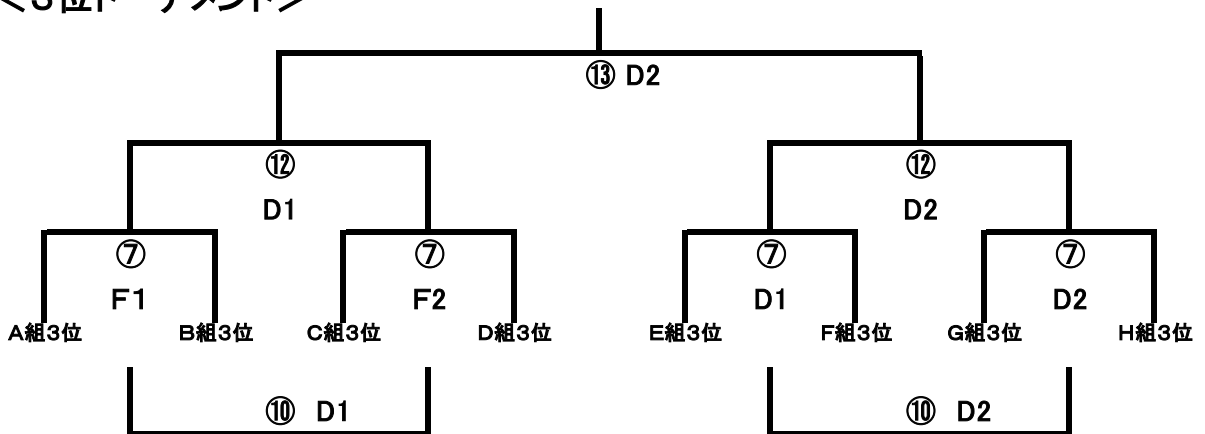 <3位トーナメント>
⑬ D2
⑫ ⑫
D1 D2
⑦ ⑦ ⑦ ⑦
F1 F2 D1 D2
A組3位 B組3位 C組3位 D組3位 E組3位 F組3位 G組3位 H組3位
⑩ D1 ⑩ D2